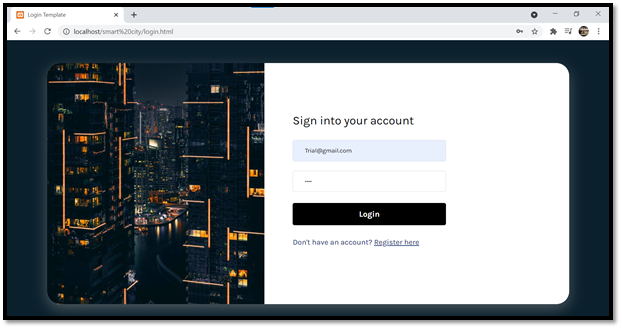 Login Template
localhost/smart%20city/login.html
Sign into your account
Trial@gmail.com
····
Login
Don't have an account? Register here